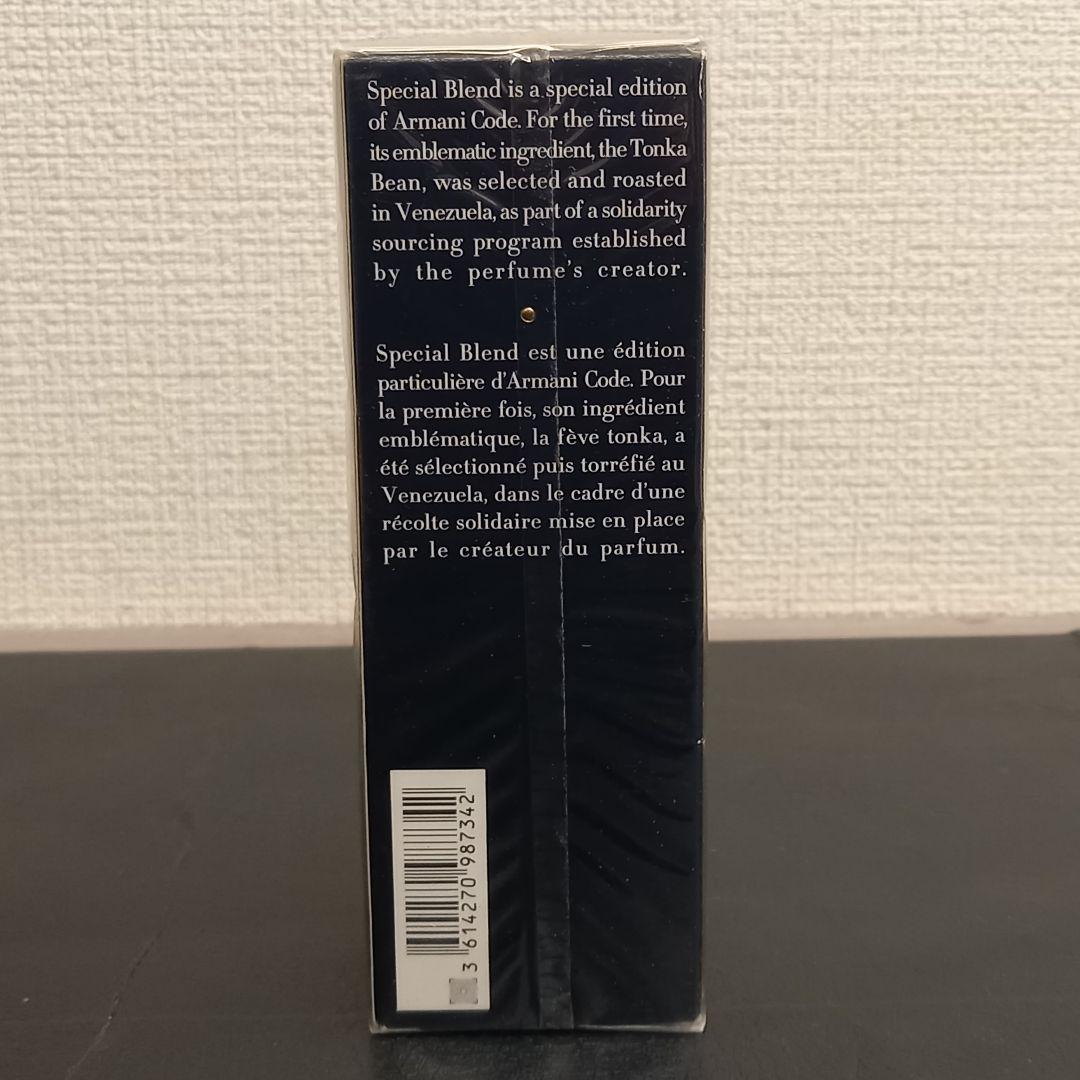 Special Blend is a special edition
of Armani Code. For the first time,
its emblematic ingredient, the Tonka
Bean, was selected and roasted
in Venezuela, as part of a solidarity
sourcing program established
by the perfume's creator.
Special Blend est une édition
particulière d'Armani Code. Pour
la première fois, son ingrédient
emblématique, la fève tonka, a
été sélectionné puis torréfié au
Venezuela, dans le cadre d'une
récolte solidaire mise en place
par le créateur du parfum.
3 614270 987342